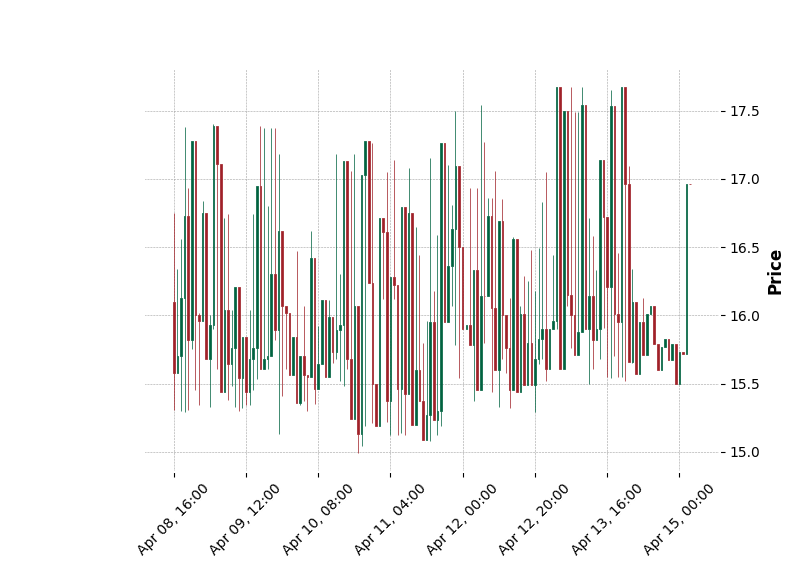 17.5
17.0
16.5
16.0
15.5
15.0
Price
Apr 08, 16:00
Apr 09, 12:00
Apr 10, 08:00
Apr 11, 04:00
Apr 12, 00:00
Apr 12, 20:00
Apr 13, 16:00
Apr 15, 00:00